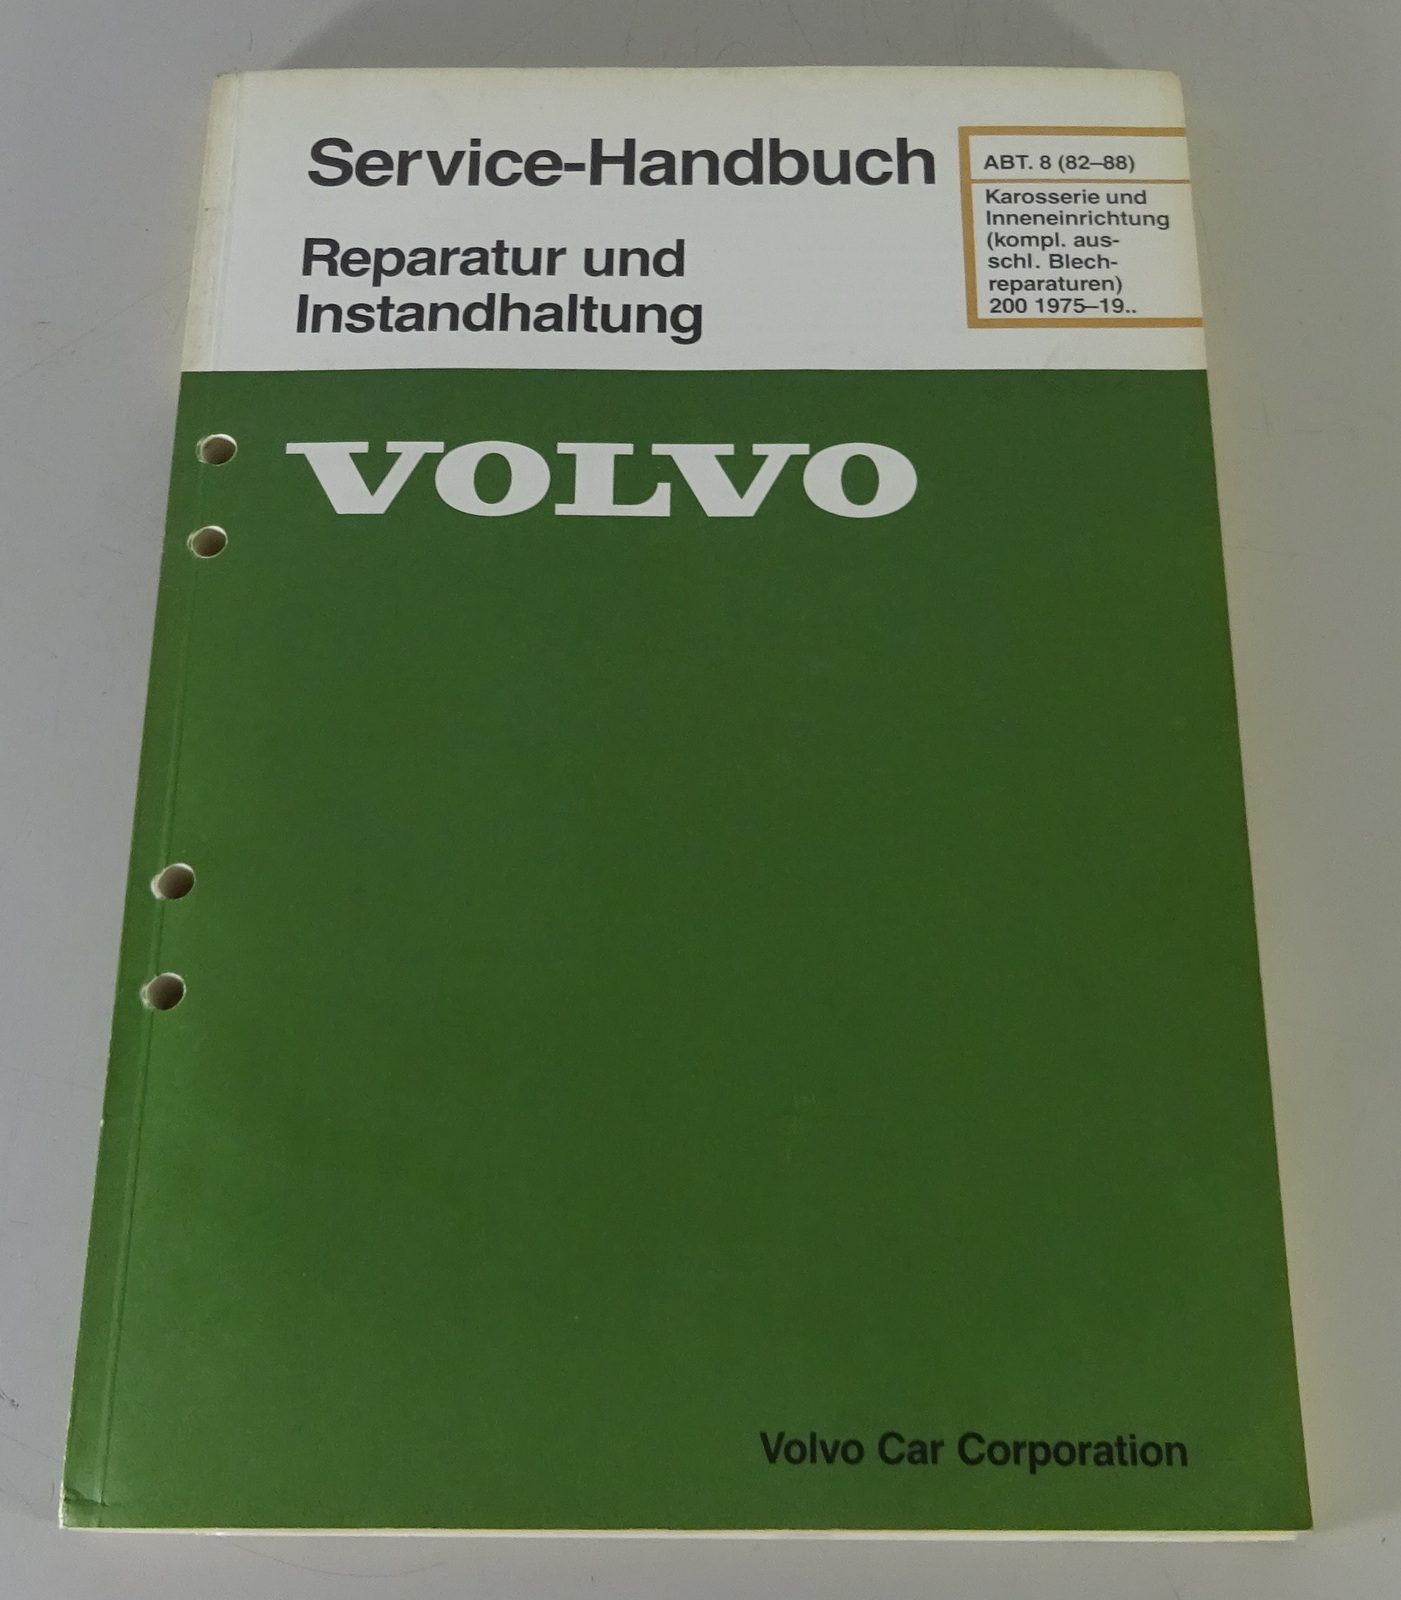 Service-Handbuch
Reparatur und
Instandhaltung
ABT. 8 (82–88)
Karosserie und
Inneneinrichtung
(kompl. aus-
schl. Blech-
reparaturen)
200 1975–19..
VOLVO
Volvo Car Corporation